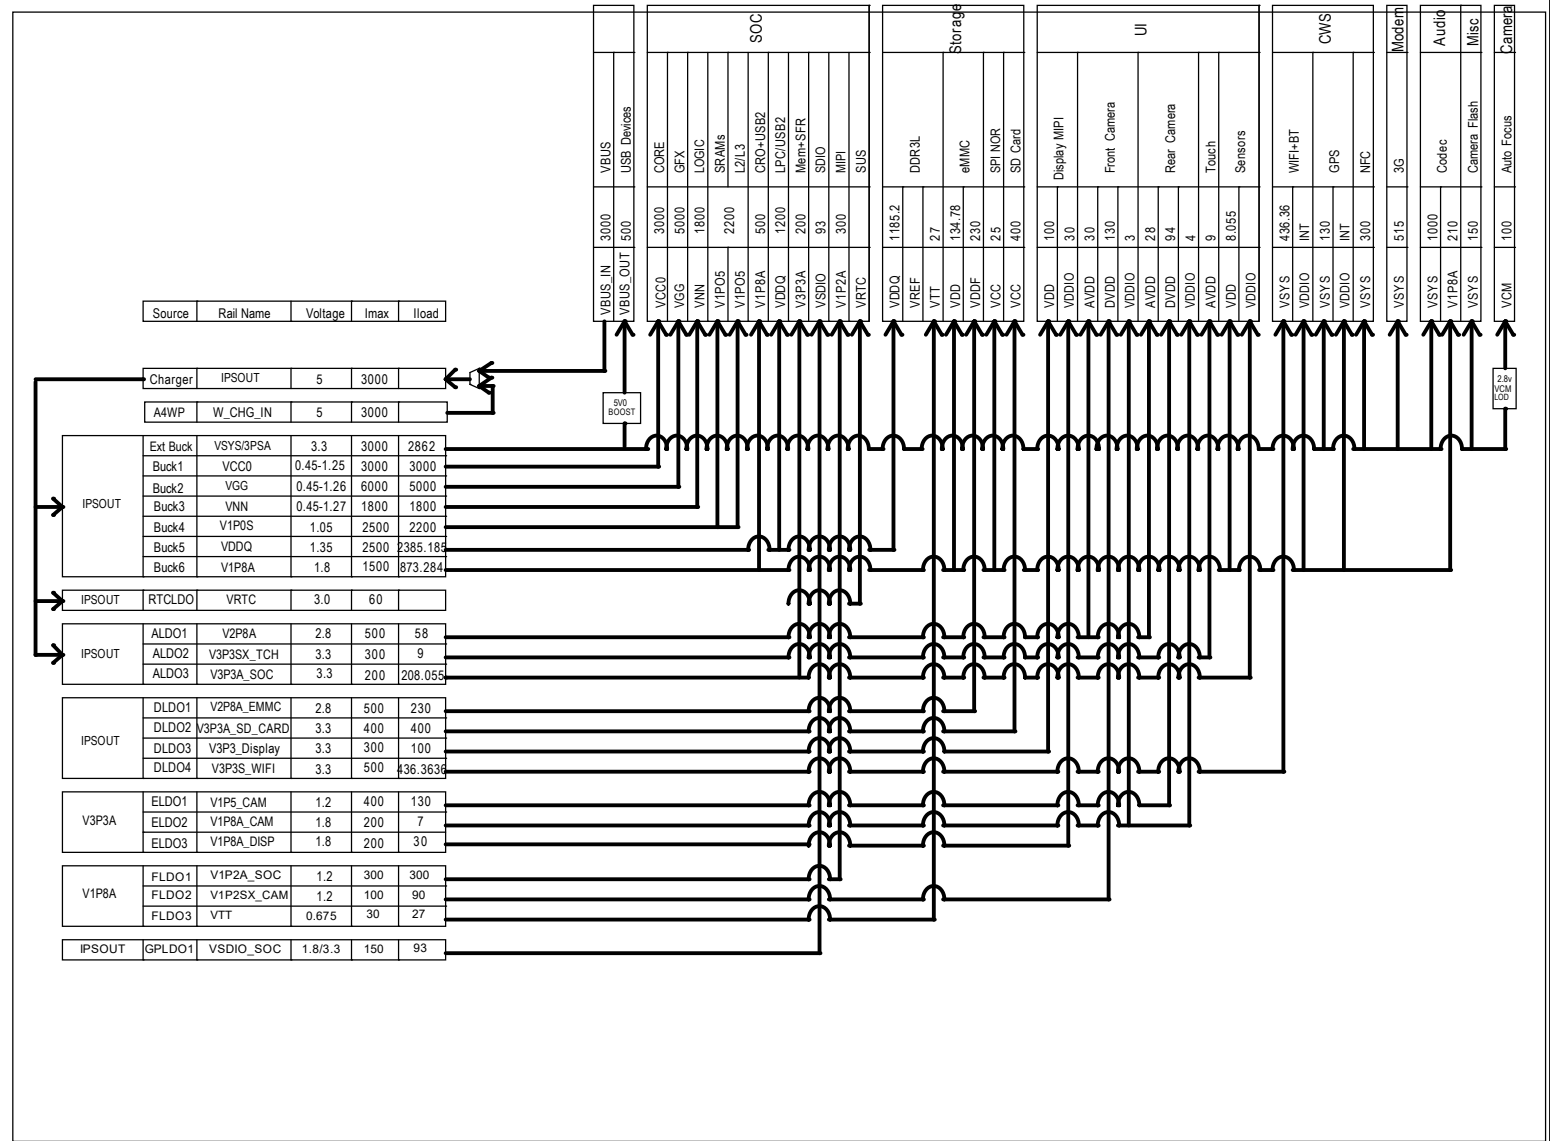 SOC
Storage
UI
CWS
Modem
Audio
Misc
Camera
VBUS
USB Devices
CORE
GFX
LOGIC
SRAMs
L2/L3
CRO+USB2
LPC/USB2
Mem+SFR
SDIO
MIPI
SUS
DDR3L
eMMC
SPI NOR
SD Card
Display MIPI
Front Camera
Rear Camera
Touch
Sensors
WIFI+BT
GPS
NFC
3G
Codec
Camera Flash
Auto Focus
3000
500
3000
5000
1800
2200
500
1200
200
93
300
1185.2
27
134.78
230
25
400
100
30
30
130
3
28
94
4
9
8.055
436.36
INT
130
INT
300
515
1000
210
150
100
VBUS_IN
VBUS_OUT
VCC0
VGG
VNN
V1PO5
V1PO5
V1P8A
VDDQ
V3P3A
VSDIO
V1P2A
VRTC
VDDQ
VREF
VTT
VDD
VDDF
VCC
VCC
VDD
VDDIO
AVDD
DVDD
VDDIO
AVDD
DVDD
VDDIO
AVDD
VDD
VDDIO
VSYS
VDDIO
VSYS
VDDIO
VSYS
VSYS
VSYS
V1P8A
VSYS
VCM
Source Rail Name Voltage Imax Iload
Charger IPSOUT 5 3000
A4WP W_CHG_IN 5 3000
5V0
BOOST
2.8v
VCM
LOD
IPSOUT
Ext Buck VSYS/3PSA 3.3 3000 2862
Buck1 VCC0 0.45-1.25 3000 3000
Buck2 VGG 0.45-1.26 6000 5000
Buck3 VNN 0.45-1.27 1800 1800
Buck4 V1P0S 1.05 2500 2200
Buck5 VDDQ 1.35 2500 2385.185
Buck6 V1P8A 1.8 1500 873.284
IPSOUT RTCLDO VRTC 3.0 60
IPSOUT
ALDO1 V2P8A 2.8 500 58
ALDO2 V3P3SX_TCH 3.3 300 9
ALDO3 V3P3A_SOC 3.3 200 208.055
IPSOUT
DLDO1 V2P8A_EMMC 2.8 500 230
DLDO2 V3P3A_SD_CARD 3.3 400 400
DLDO3 V3P3_Display 3.3 300 100
DLDO4 V3P3S_WIFI 3.3 500 436.3636
V3P3A
ELDO1 V1P5_CAM 1.2 400 130
ELDO2 V1P8A_CAM 1.8 200 7
ELDO3 V1P8A_DISP 1.8 200 30
V1P8A
FLDO1 V1P2A_SOC 1.2 300 300
FLDO2 V1P2SX_CAM 1.2 100 90
FLDO3 VTT 0.675 30 27
IPSOUT GPLDO1 VSDIO_SOC 1.8/3.3 150 93